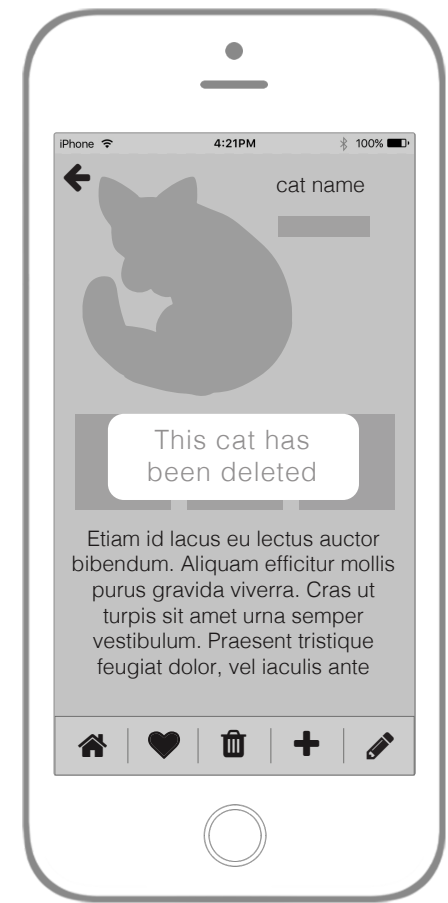 iPhone 4:21PM 100%
cat name
This cat has
been deleted
Etiam id lacus eu lectus auctor
bibendum. Aliquam efficitur mollis
purus gravida viverra. Cras ut
turpis sit amet urna semper
vestibulum. Praesent tristique
feugiat dolor, vel iaculis ante